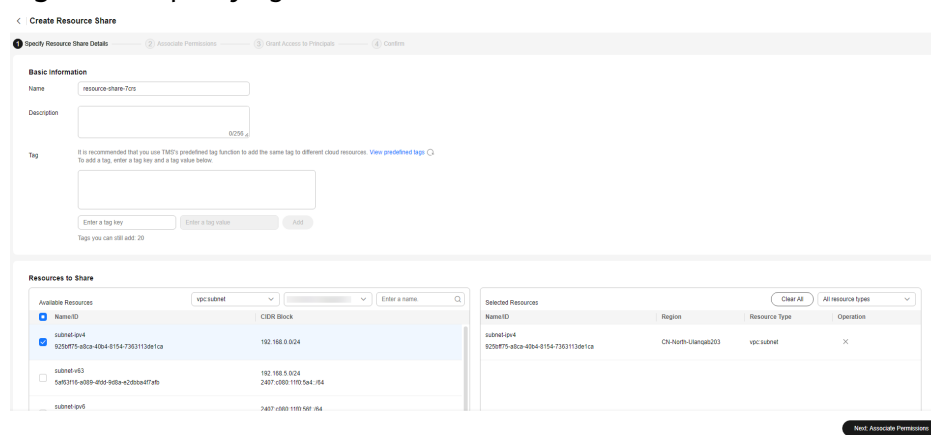 Create Resource Share
1 Specify Resource Share Details 2 Associate Permissions 3 Grant Access to Principals 4 Confirm
Basic Information
Name resource-share-7crs
Description
0/256
Tag It is recommended that you use TMS's predefined tag function to add the same tag to different cloud resources. View predefined tags
To add a tag, enter a tag key and a tag value below.
Enter a tag key Enter a tag value Add
Tags you can still add: 20
Resources to Share
Available Resources vpc:subnet Enter a name. Selected Resources Clear All All resource types
Name/ID CIDR Block Name/ID Region Resource Type Operation
subnet-ipv4 192.168.0.0/24 subnet-ipv4 CN-North-Ulanqab203 vpc:subnet
925bff75-a8ca-40b4-8154-7363113de1ca 925bff75-a8ca-40b4-8154-7363113de1ca
subnet-v63 192.168.5.0/24
5af63f16-a089-4fdd-9d8a-e2dbba4f7afb 2407:c080:11f0:5a4::/64
subnet-ipv6 2407:c080:11f0:56f::/64
Next: Associate Permissions